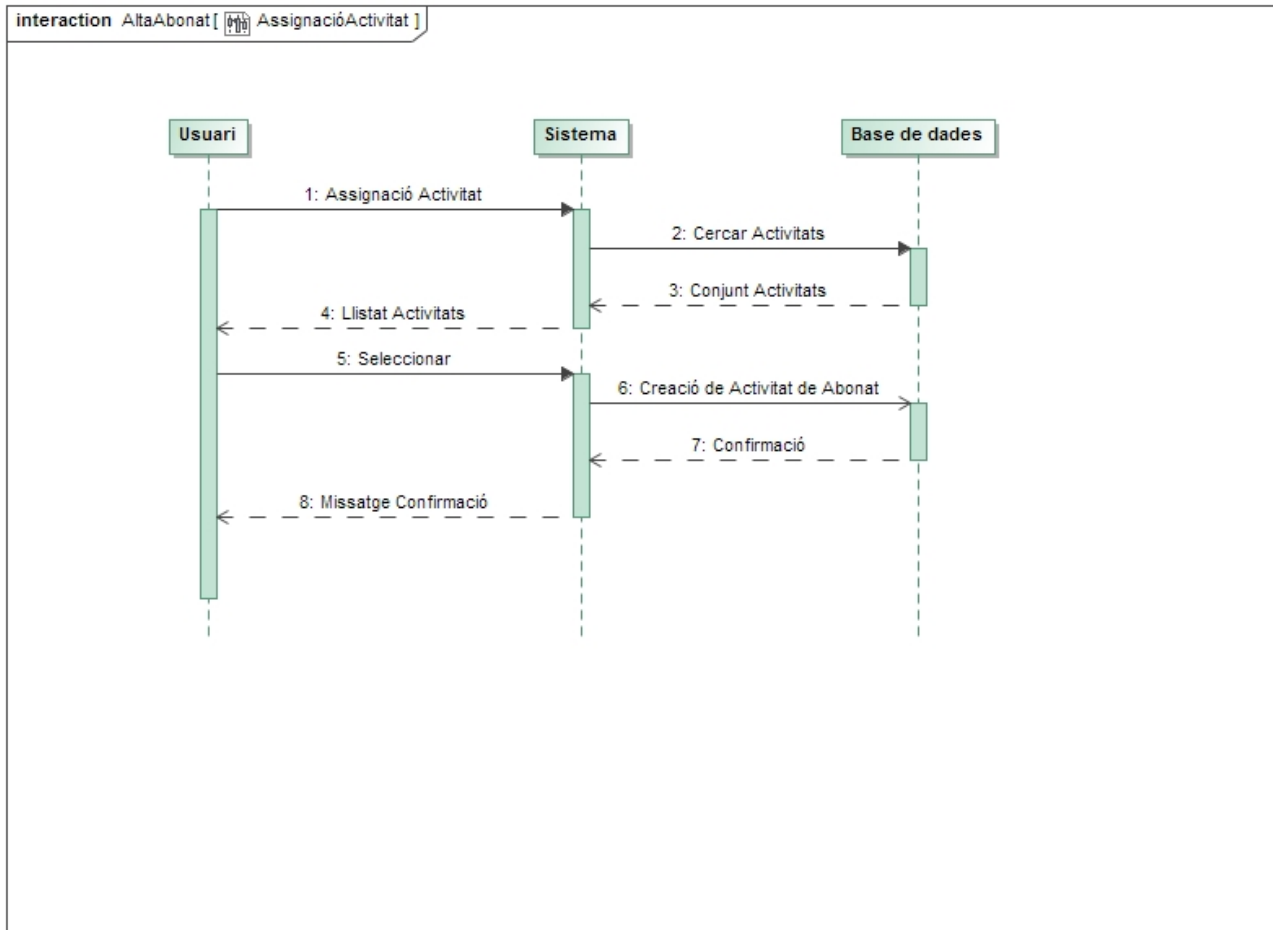 interaction AltaAbonat[ AssignacióActivitat ]
Usuari
Sistema
Base de dades
1: Assignació Activitat
2: Cercar Activitats
3: Conjunt Activitats
4: Llistat Activitats
5: Seleccionar
6: Creació de Activitat de Abonat
7: Confirmació
8: Missatge Confirmació